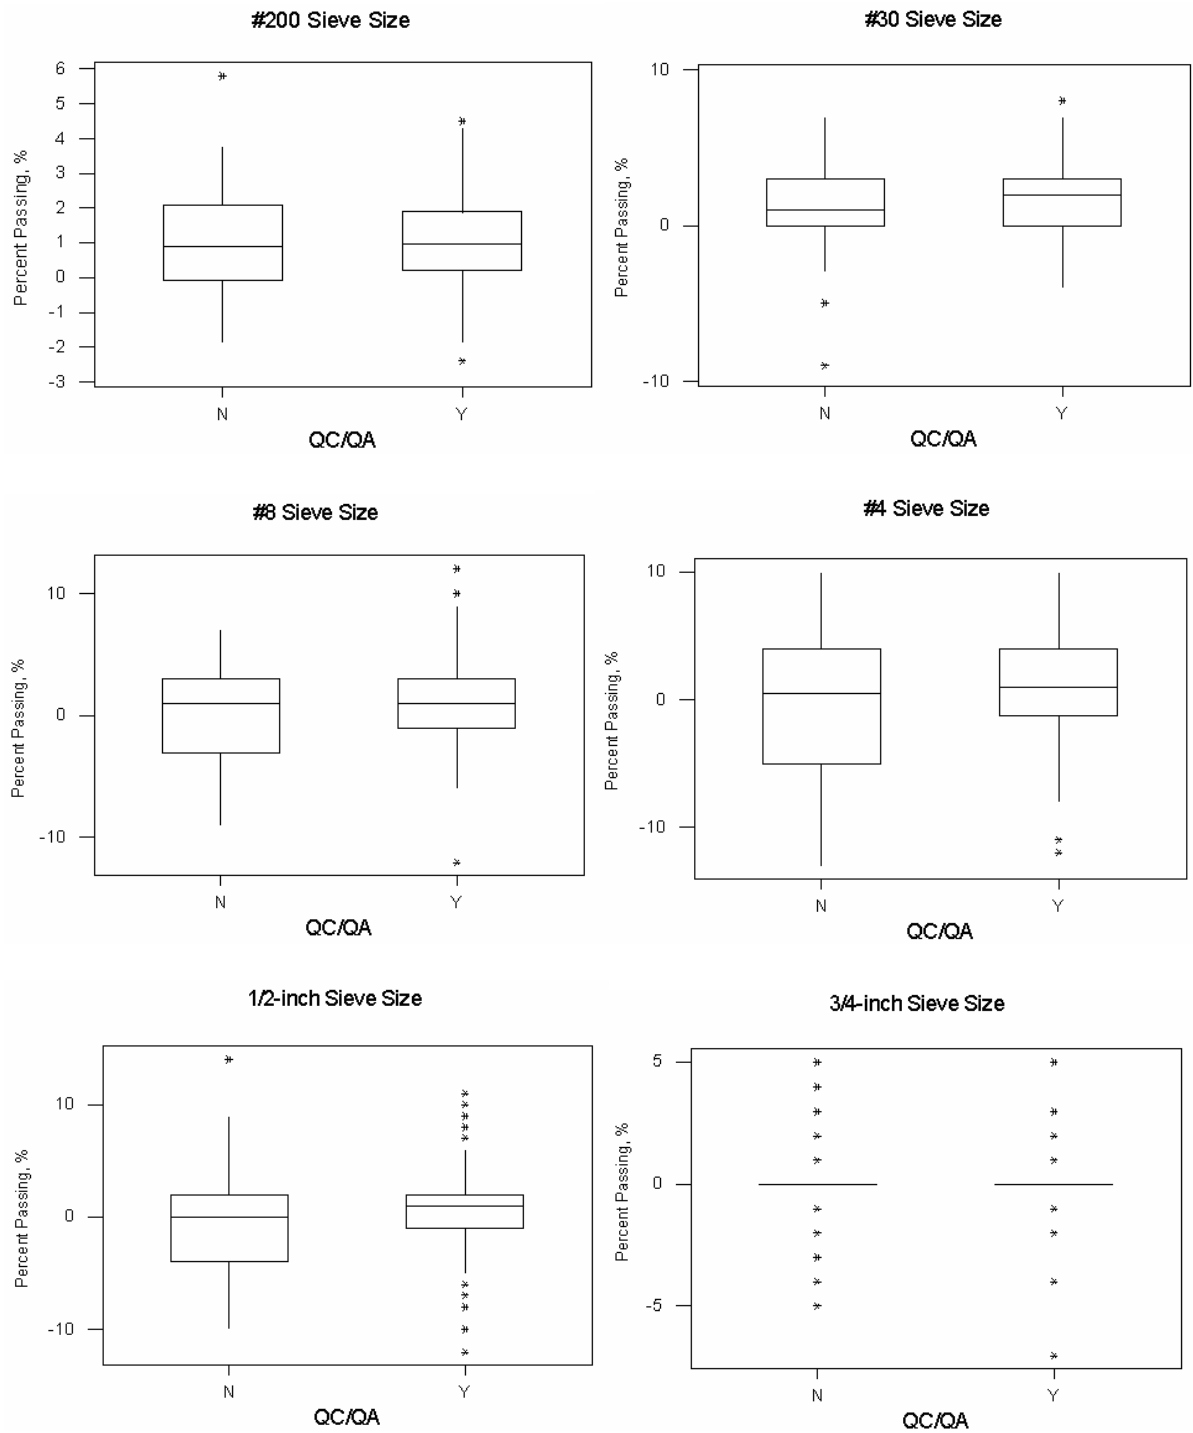 #200 Sieve Size
6
5
4
3
2
1
0
-1
-2
-3
Percent Passing, %
N
Y
QC/QA
#30 Sieve Size
10
0
-10
Percent Passing, %
N
Y
QC/QA
#8 Sieve Size
10
0
-10
Percent Passing, %
N
Y
QC/QA
#4 Sieve Size
10
0
-10
Percent Passing, %
N
Y
QC/QA
1/2-inch Sieve Size
10
0
-10
Percent Passing, %
N
Y
QC/QA
3/4-inch Sieve Size
5
0
-5
Percent Passing, %
N
Y
QC/QA